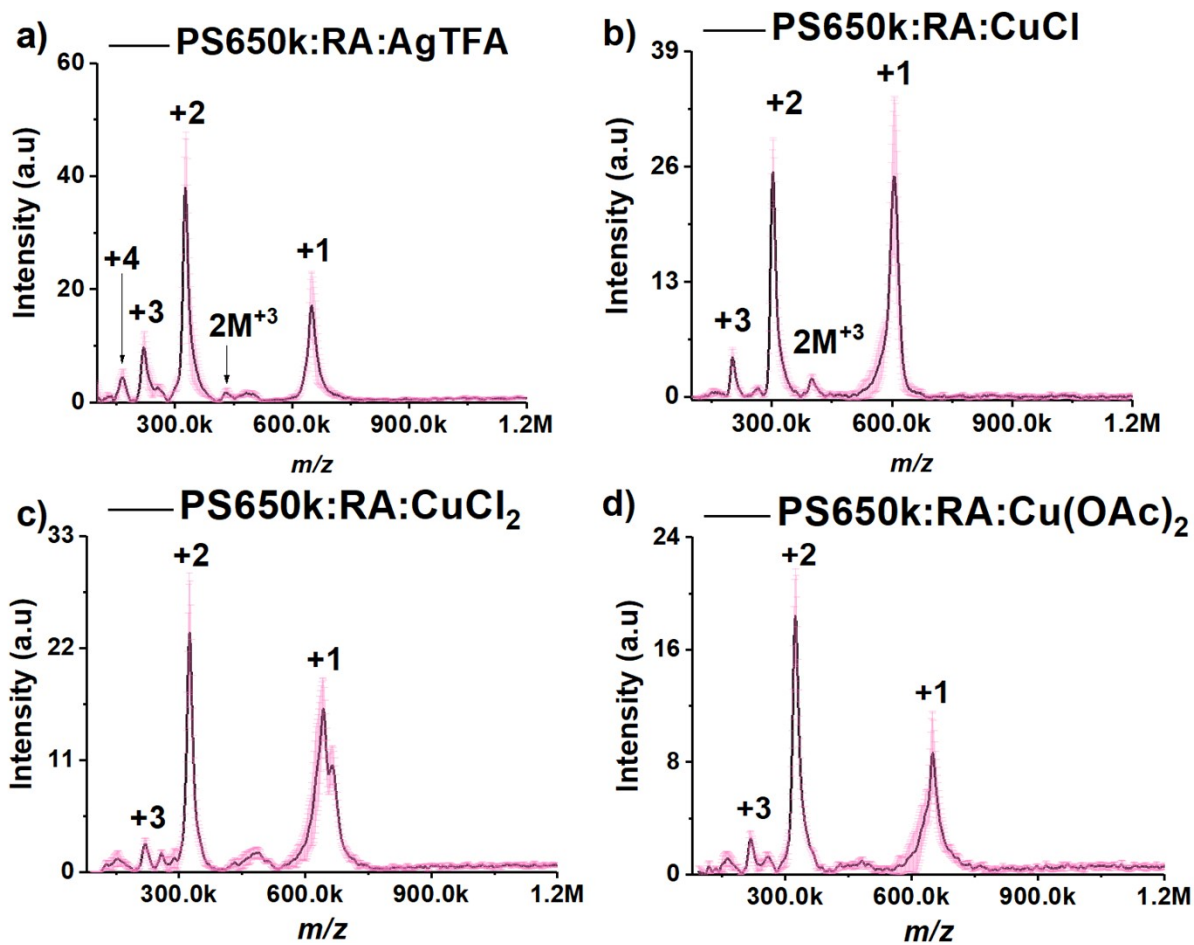 a) PS650k:RA:AgTFA
60
40
20
0
Intensity (a.u)
+4
+3
+2
2M⁺³
+1
300.0k 600.0k 900.0k 1.2M
m/z
b) PS650k:RA:CuCl
39
26
13
0
Intensity (a.u)
+3
+2
2M⁺³
+1
300.0k 600.0k 900.0k 1.2M
m/z
c) PS650k:RA:CuCl₂
33
22
11
0
Intensity (a.u)
+3
+2
+1
300.0k 600.0k 900.0k 1.2M
m/z
d) PS650k:RA:Cu(OAc)₂
24
16
8
0
Intensity (a.u)
+3
+2
+1
300.0k 600.0k 900.0k 1.2M
m/z